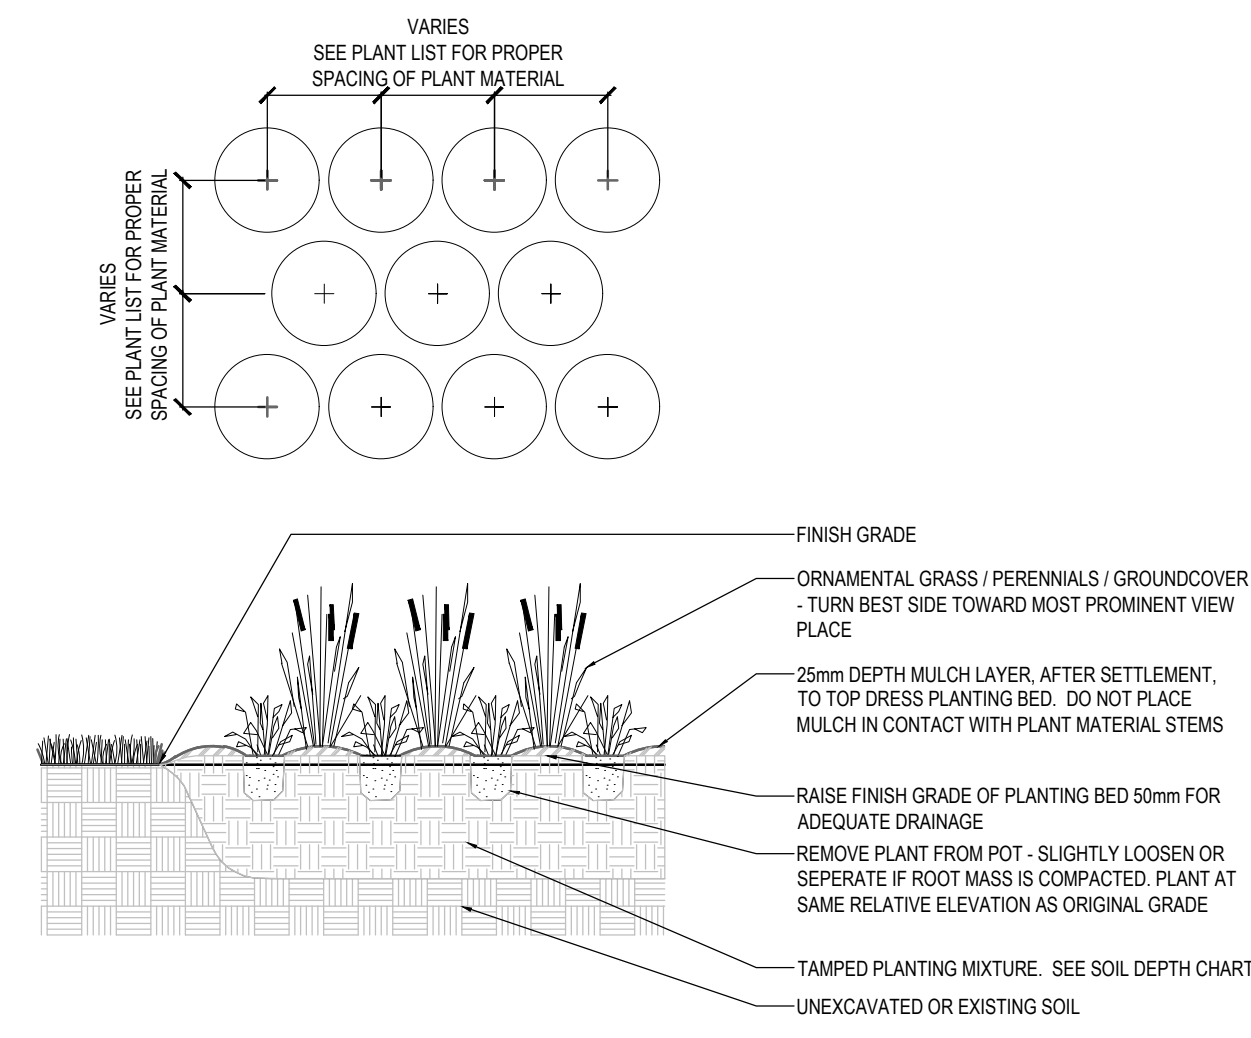 VARIES
SEE PLANT LIST FOR PROPER
SPACING OF PLANT MATERIAL
VARIES
SEE PLANT LIST FOR PROPER
SPACING OF PLANT MATERIAL
FINISH GRADE
ORNAMENTAL GRASS / PERENNIALS / GROUNDCOVER
- TURN BEST SIDE TOWARD MOST PROMINENT VIEW
PLACE
25mm DEPTH MULCH LAYER, AFTER SETTLEMENT,
TO TOP DRESS PLANTING BED. DO NOT PLACE
MULCH IN CONTACT WITH PLANT MATERIAL STEMS
RAISE FINISH GRADE OF PLANTING BED 50mm FOR
ADEQUATE DRAINAGE
REMOVE PLANT FROM POT - SLIGHTLY LOOSEN OR
SEPERATE IF ROOT MASS IS COMPACTED. PLANT AT
SAME RELATIVE ELEVATION AS ORIGINAL GRADE
TAMPED PLANTING MIXTURE. SEE SOIL DEPTH CHART
UNEXCAVATED OR EXISTING SOIL